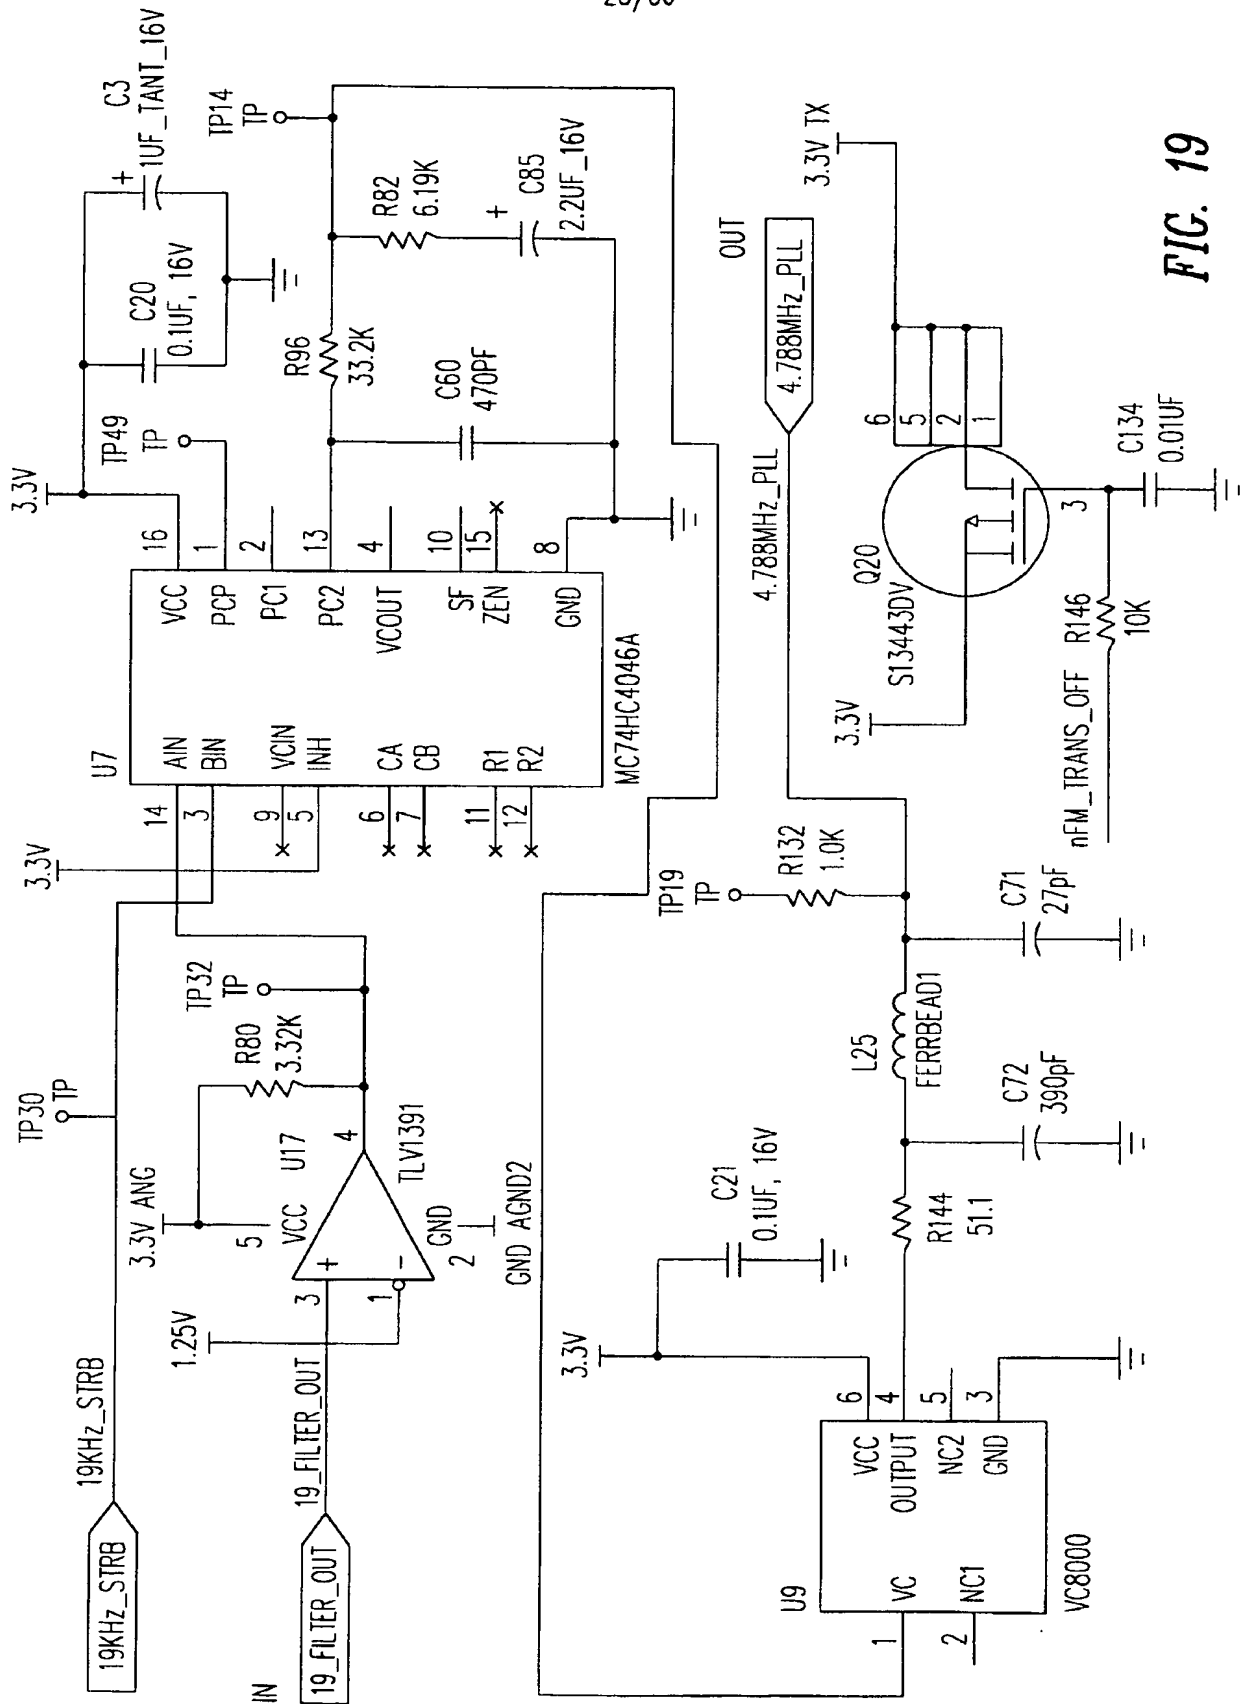 19KHz_STRB
19KHz_STRB
TP30
TP
IN
19_FILTER_OUT
19_FILTER_OUT
1.25V
3.3V ANG
5
VCC
3
+
1
-
GND
2
GND AGND2
U17
4
TLV1391
R80
3.32K
TP32
TP
3.3V
U7
14
AIN
3
BIN
9
VCIN
5
INH
6
CA
7
CB
11
R1
12
R2
MC74HC4046A
VCC
16
PCP
1
PC1
2
PC2
13
VCOUT
4
SF
10
ZEN
15
GND
8
3.3V
TP49
TP
C20
0.1UF, 16V
C3
+
1UF_TANT_16V
R96
33.2K
C60
470PF
TP14
TP
R82
6.19K
+
C85
2.2UF_16V
U9
1
VC
2
NC1
VC8000
VCC
6
OUTPUT
4
NC2
5
GND
3
3.3V
C21
0.1UF, 16V
R144
51.1
C72
390pF
L25
FERRBEAD1
C71
27pF
TP19
TP
R132
1.0K
4.788MHz_PLL
4.788MHz_PLL
OUT
3.3V
Q20
S13443DV
6
5
2
1
3
3.3V TX
nFM_TRANS_OFF
R146
10K
C134
0.01UF
FIG. 19